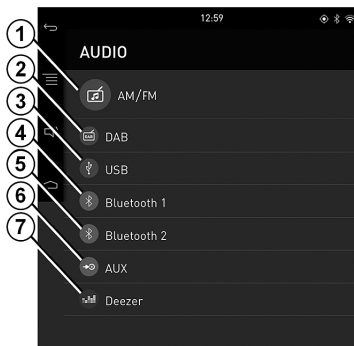 12:59
AUDIO
1
AM/FM
2
DAB
DAB
3
USB
4
Bluetooth 1
5
Bluetooth 2
6
AUX
7
Deezer